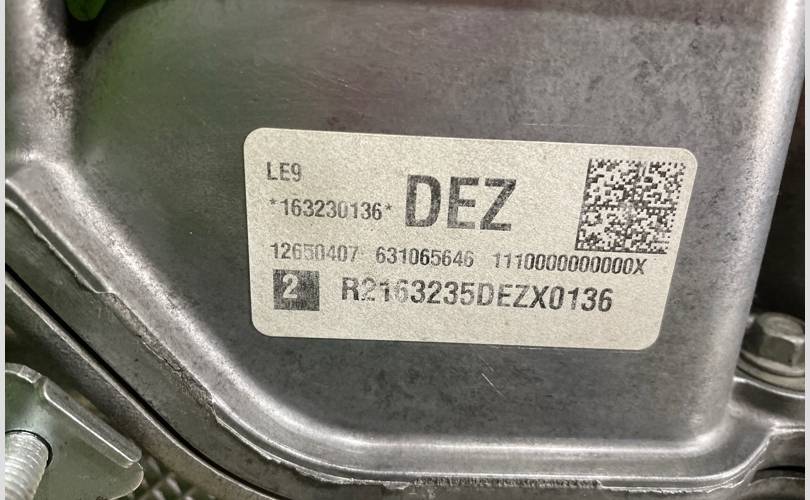 LE9
*163230136* DEZ
12650407 631065646 1110000000000X
2 R2163235DEZX0136